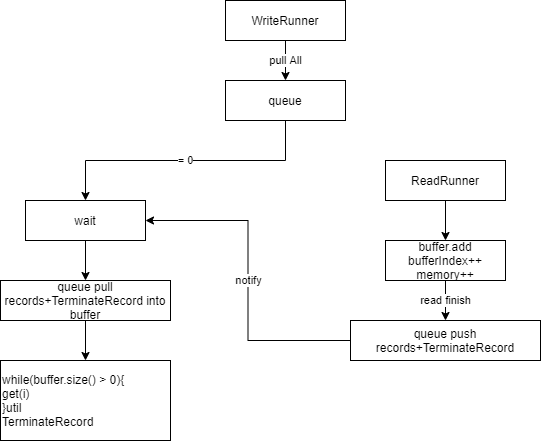 WriteRunner
pull All
queue
= 0
ReadRunner
wait
buffer.add
bufferIndex++
memory++
notify
queue pull
records+TerminateRecord into
buffer
read finish
queue push
records+TerminateRecord
while(buffer.size() > 0){
get(i)
}util
TerminateRecord